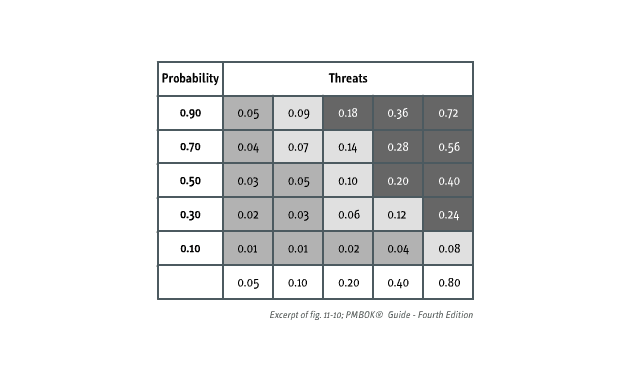 Probability Threats
0.90 0.05 0.09 0.18 0.36 0.72
0.70 0.04 0.07 0.14 0.28 0.56
0.50 0.03 0.05 0.10 0.20 0.40
0.30 0.02 0.03 0.06 0.12 0.24
0.10 0.01 0.01 0.02 0.04 0.08
0.05 0.10 0.20 0.40 0.80
Excerpt of fig. 11-10; PMBOK® Guide - Fourth Edition